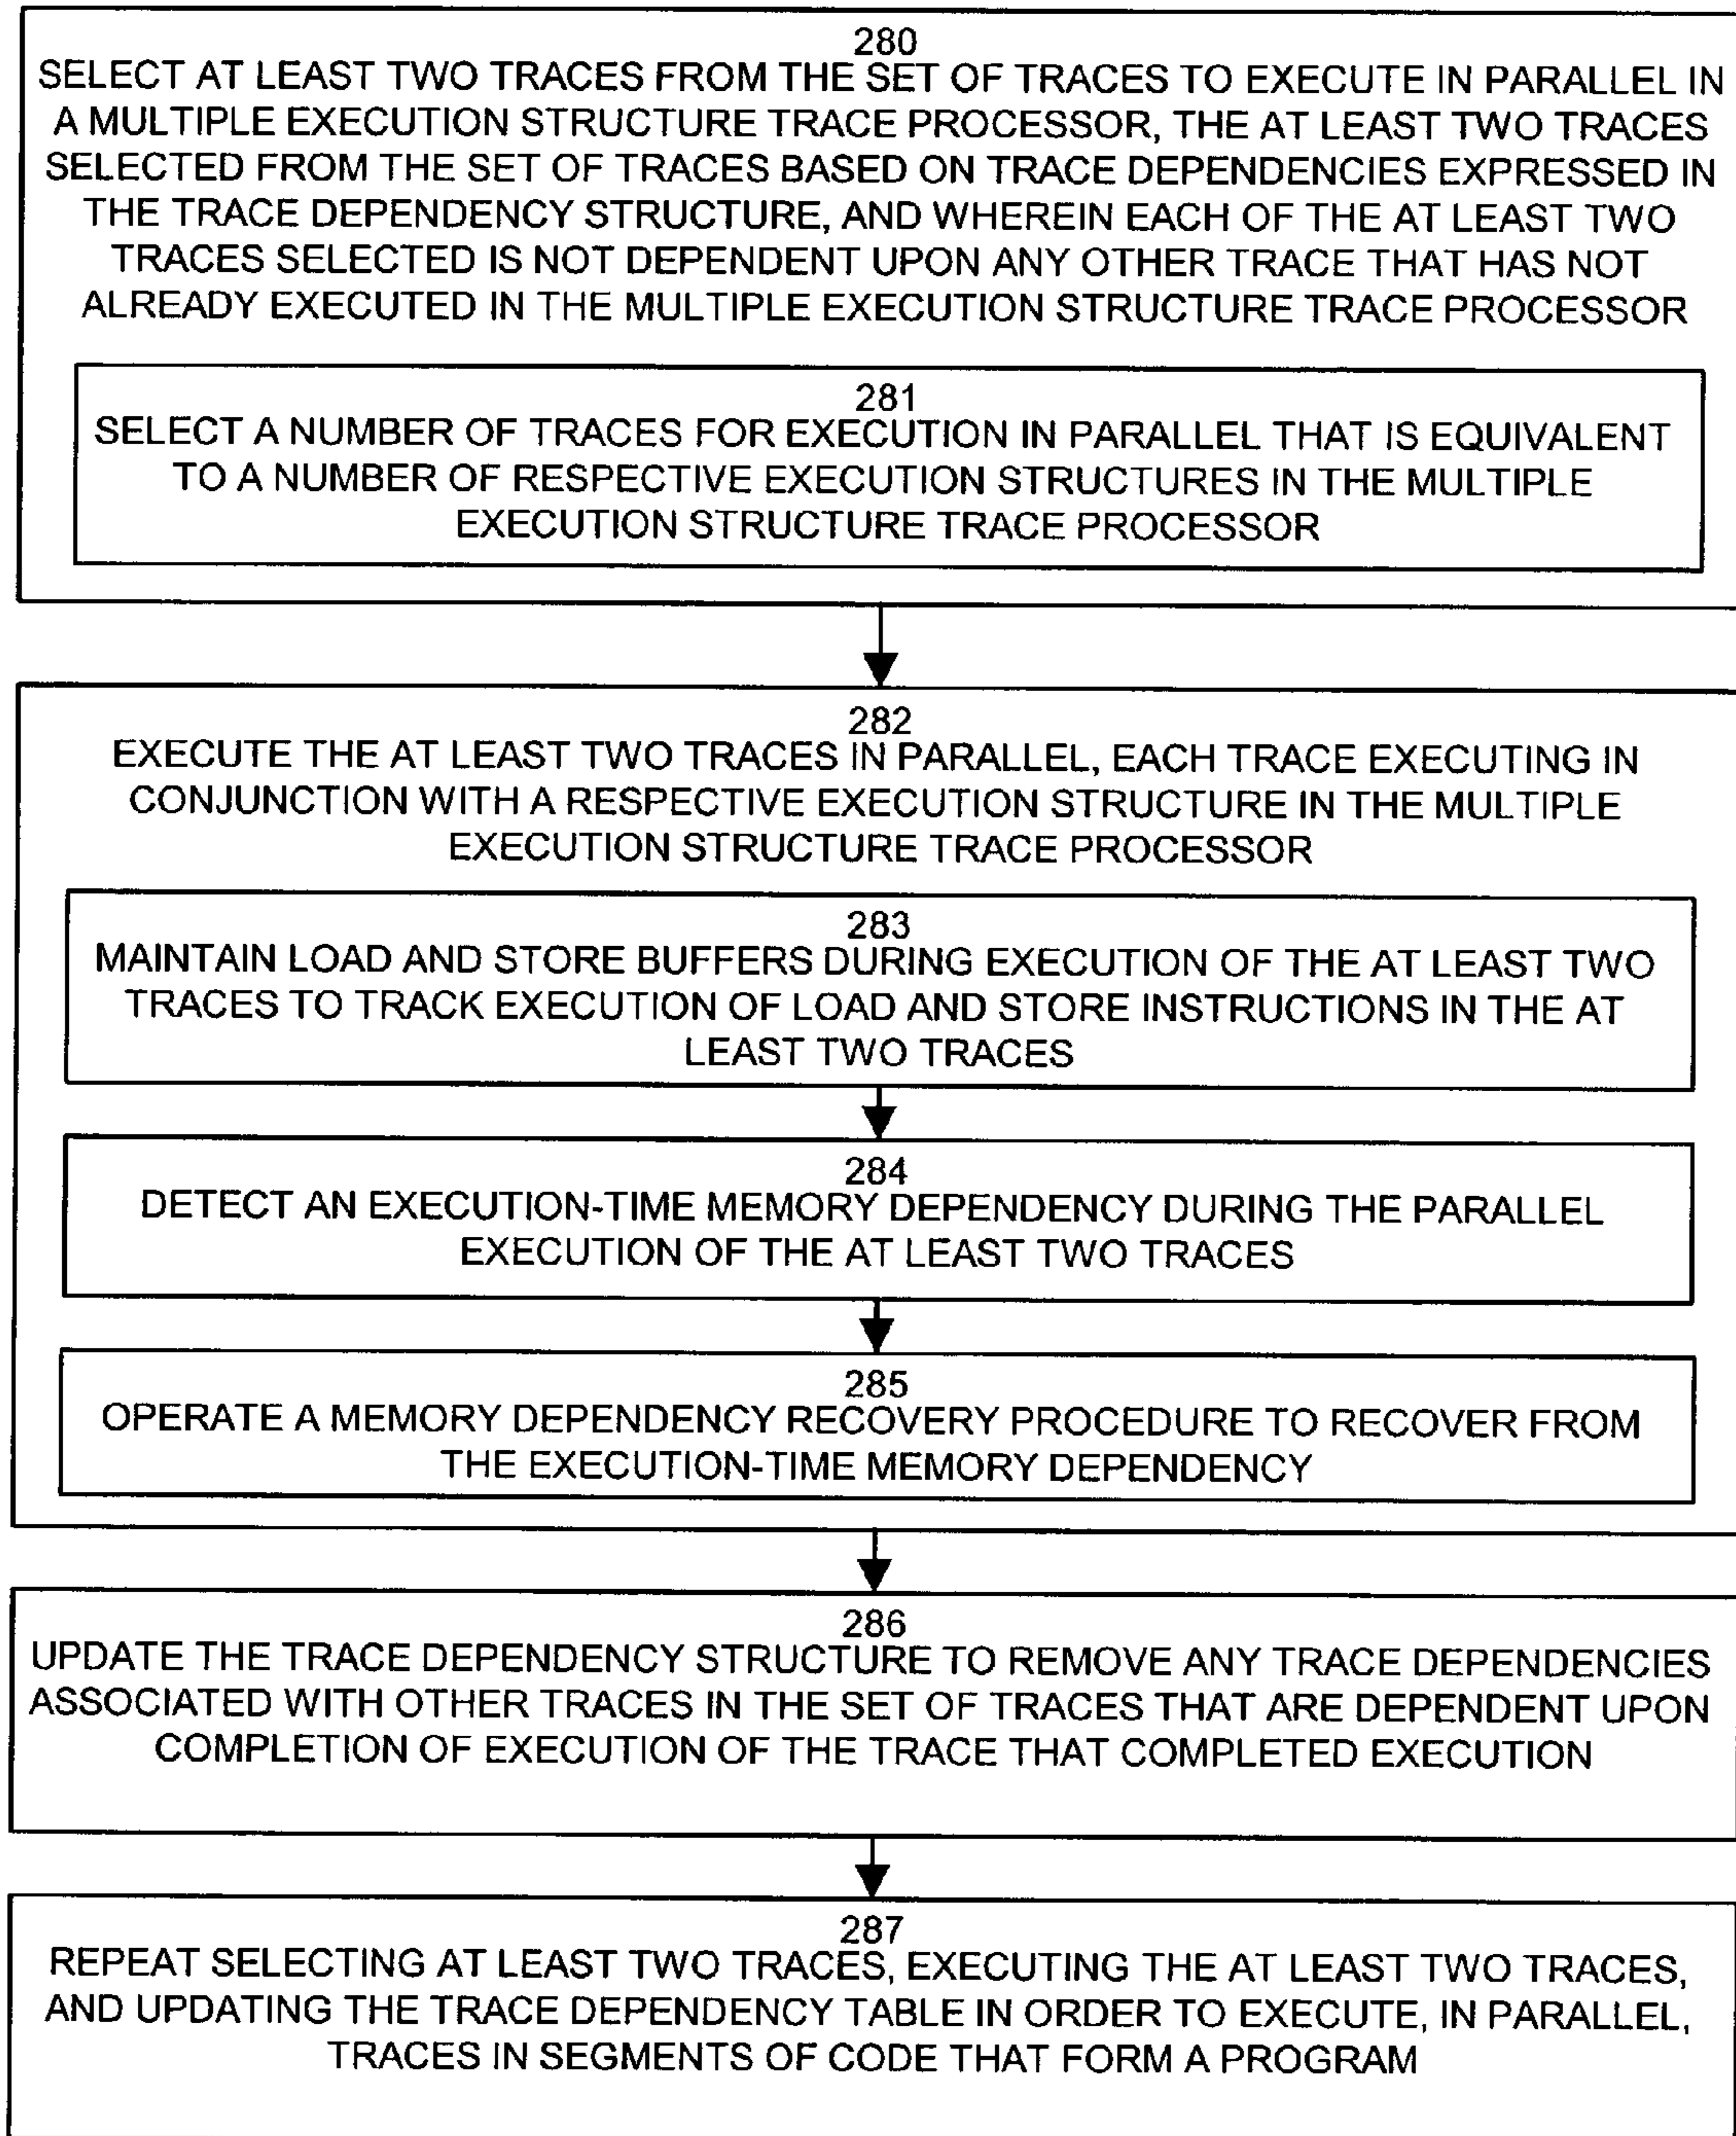 280
SELECT AT LEAST TWO TRACES FROM THE SET OF TRACES TO EXECUTE IN PARALLEL IN
A MULTIPLE EXECUTION STRUCTURE TRACE PROCESSOR, THE AT LEAST TWO TRACES
SELECTED FROM THE SET OF TRACES BASED ON TRACE DEPENDENCIES EXPRESSED IN
THE TRACE DEPENDENCY STRUCTURE, AND WHEREIN EACH OF THE AT LEAST TWO
TRACES SELECTED IS NOT DEPENDENT UPON ANY OTHER TRACE THAT HAS NOT
ALREADY EXECUTED IN THE MULTIPLE EXECUTION STRUCTURE TRACE PROCESSOR
281
SELECT A NUMBER OF TRACES FOR EXECUTION IN PARALLEL THAT IS EQUIVALENT
TO A NUMBER OF RESPECTIVE EXECUTION STRUCTURES IN THE MULTIPLE
EXECUTION STRUCTURE TRACE PROCESSOR
282
EXECUTE THE AT LEAST TWO TRACES IN PARALLEL, EACH TRACE EXECUTING IN
CONJUNCTION WITH A RESPECTIVE EXECUTION STRUCTURE IN THE MULTIPLE
EXECUTION STRUCTURE TRACE PROCESSOR
283
MAINTAIN LOAD AND STORE BUFFERS DURING EXECUTION OF THE AT LEAST TWO
TRACES TO TRACK EXECUTION OF LOAD AND STORE INSTRUCTIONS IN THE AT
LEAST TWO TRACES
284
DETECT AN EXECUTION-TIME MEMORY DEPENDENCY DURING THE PARALLEL
EXECUTION OF THE AT LEAST TWO TRACES
285
OPERATE A MEMORY DEPENDENCY RECOVERY PROCEDURE TO RECOVER FROM
THE EXECUTION-TIME MEMORY DEPENDENCY
286
UPDATE THE TRACE DEPENDENCY STRUCTURE TO REMOVE ANY TRACE DEPENDENCIES
ASSOCIATED WITH OTHER TRACES IN THE SET OF TRACES THAT ARE DEPENDENT UPON
COMPLETION OF EXECUTION OF THE TRACE THAT COMPLETED EXECUTION
287
REPEAT SELECTING AT LEAST TWO TRACES, EXECUTING THE AT LEAST TWO TRACES,
AND UPDATING THE TRACE DEPENDENCY TABLE IN ORDER TO EXECUTE, IN PARALLEL,
TRACES IN SEGMENTS OF CODE THAT FORM A PROGRAM